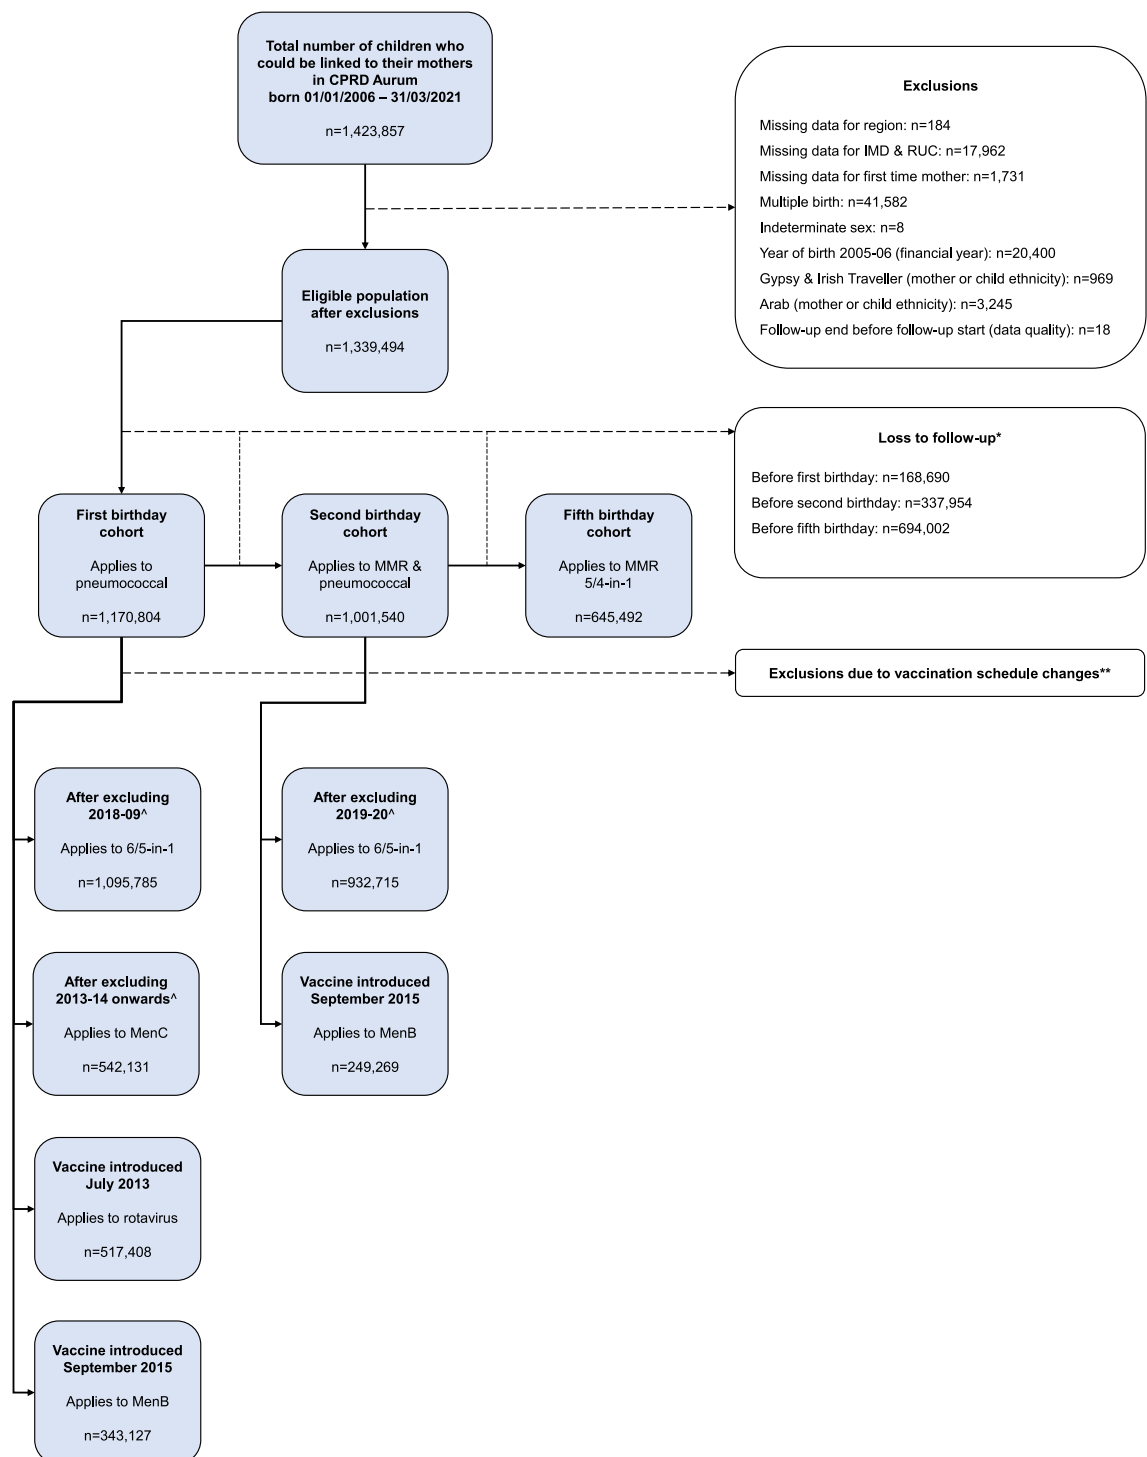 Total number of children who
could be linked to their mothers
in CPRD Aurum
born 01/01/2006 – 31/03/2021
n=1,423,857
Exclusions
Missing data for region: n=184
Missing data for IMD & RUC: n=17,962
Missing data for first time mother: n=1,731
Multiple birth: n=41,582
Indeterminate sex: n=8
Year of birth 2005-06 (financial year): n=20,400
Gypsy & Irish Traveller (mother or child ethnicity): n=969
Arab (mother or child ethnicity): n=3,245
Follow-up end before follow-up start (data quality): n=18
Eligible population
after exclusions
n=1,339,494
Loss to follow-up*
Before first birthday: n=168,690
Before second birthday: n=337,954
Before fifth birthday: n=694,002
First birthday
cohort
Applies to
pneumococcal
n=1,170,804
Second birthday
cohort
Applies to MMR &
pneumococcal
n=1,001,540
Fifth birthday
cohort
Applies to MMR
5/4-in-1
n=645,492
Exclusions due to vaccination schedule changes**
After excluding
2018-09^
Applies to 6/5-in-1
n=1,095,785
After excluding
2019-20^
Applies to 6/5-in-1
n=932,715
After excluding
2013-14 onwards^
Applies to MenC
n=542,131
Vaccine introduced
September 2015
Applies to MenB
n=249,269
Vaccine introduced
July 2013
Applies to rotavirus
n=517,408
Vaccine introduced
September 2015
Applies to MenB
n=343,127